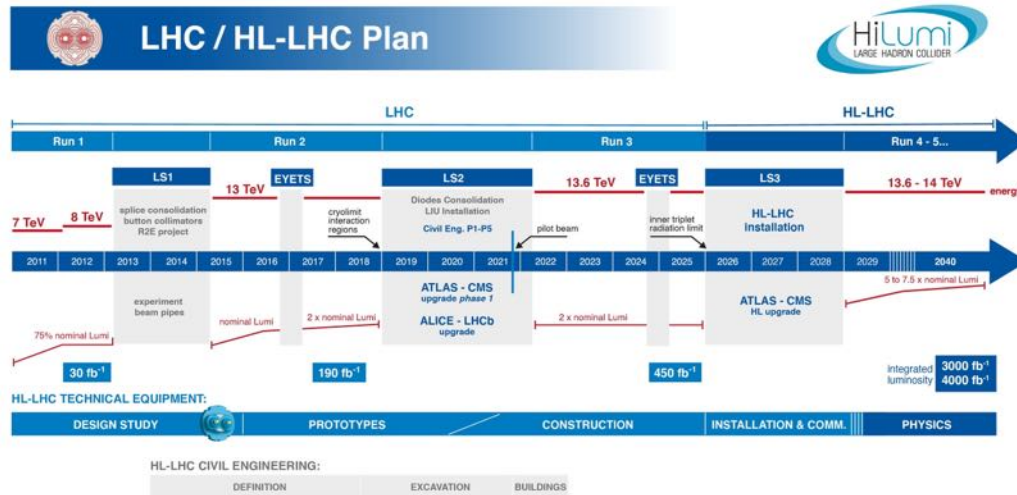 LHC / HL-LHC Plan
HiLumi
LARGE HADRON COLLIDER
LHC
HL-LHC
Run 1
Run 2
Run 3
Run 4 - 5...
LS1
EYETS
LS2
EYETS
LS3
7 TeV
8 TeV
13 TeV
13.6 TeV
13.6 - 14 TeV
energy
splice consolidation
button collimators
R2E project
cryolimit
interaction
regions
Diodes Consolidation
LIU Installation
Civil Eng. P1-P5
pilot beam
inner triplet
radiation limit
HL-LHC
Installation
2011 2012 2013 2014 2015 2016 2017 2018 2019 2020 2021 2022 2023 2024 2025 2026 2027 2028 2029 2040
5 to 7.5 x nominal Lumi
experiment
beam pipes
ATLAS - CMS
upgrade phase 1
ALICE - LHCb
upgrade
ATLAS - CMS
HL upgrade
75% nominal Lumi
nominal Lumi
2 x nominal Lumi
2 x nominal Lumi
30 fb⁻¹
190 fb⁻¹
450 fb⁻¹
integrated
luminosity
3000 fb⁻¹
4000 fb⁻¹
HL-LHC TECHNICAL EQUIPMENT:
DESIGN STUDY
PROTOTYPES
CONSTRUCTION
INSTALLATION & COMM.
PHYSICS
HL-LHC CIVIL ENGINEERING:
DEFINITION
EXCAVATION
BUILDINGS